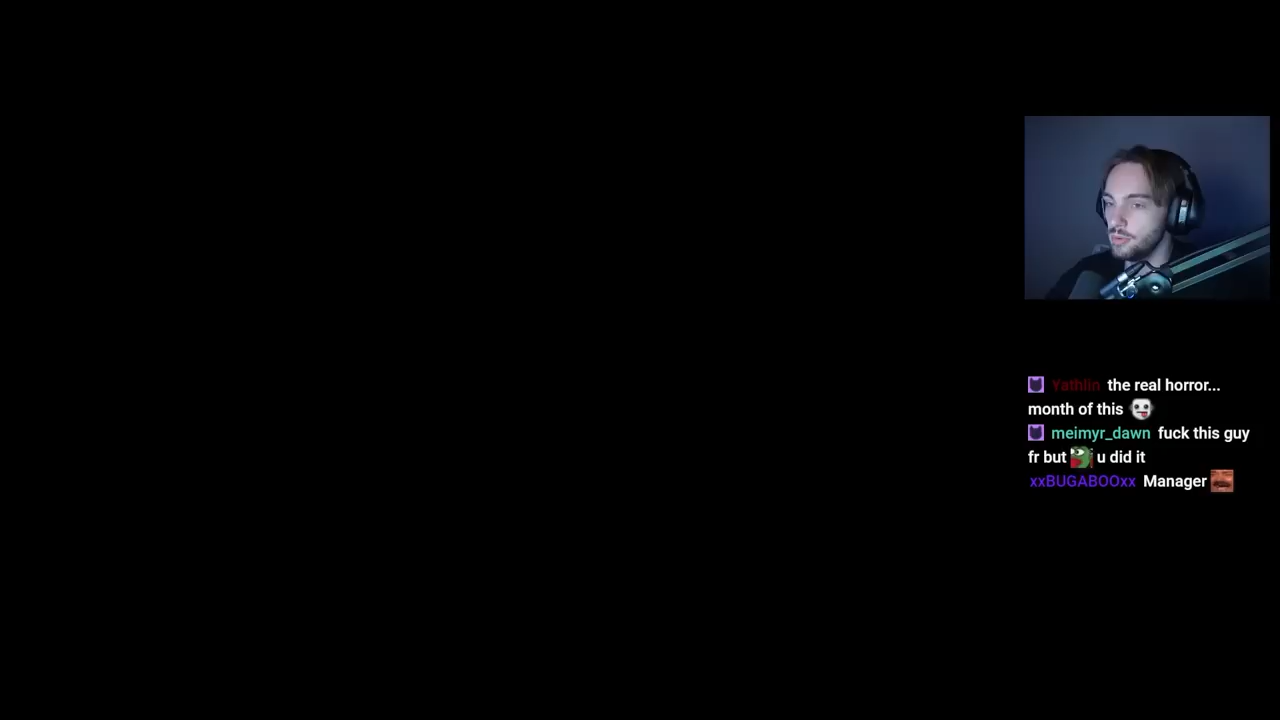 Yathlin the real horror...
month of this
meimyr_dawn fuck this guy
fr but u did it
xxBUGABOOxx Manager